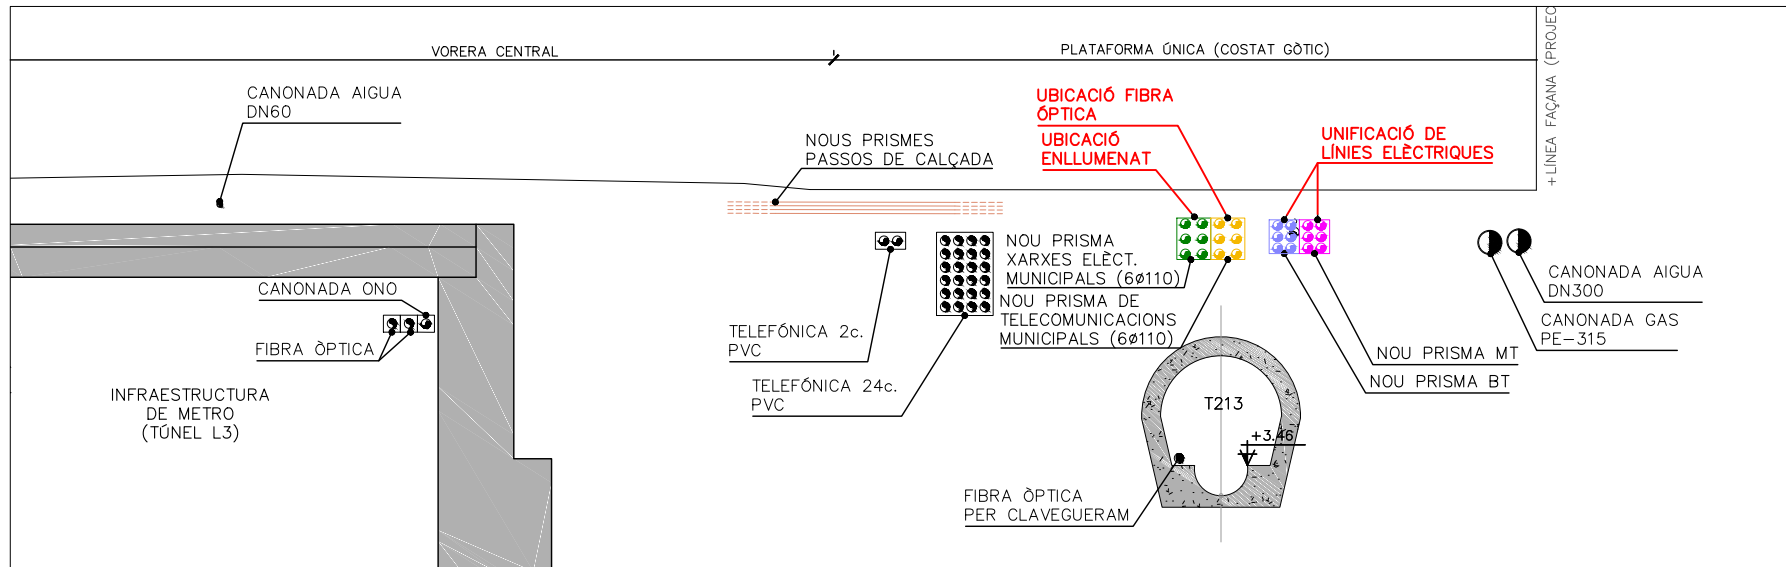 VORERA CENTRAL
PLATAFORMA ÚNICA (COSTAT GÒTIC)
+LÍNEA FAÇANA (PROJEC
CANONADA AIGUA
DN60
UBICACIÓ FIBRA
ÓPTICA
UBICACIÓ
ENLLUMENAT
UNIFICACIÓ DE
LÍNIES ELÈCTRIQUES
NOUS PRISMES
PASSOS DE CALÇADA
NOU PRISMA
XARXES ELÈCT.
MUNICIPALS (6ø110)
NOU PRISMA DE
TELECOMUNICACIONS
MUNICIPALS (6ø110)
CANONADA AIGUA
DN300
CANONADA GAS
PE-315
CANONADA ONO
FIBRA ÒPTICA
TELEFÓNICA 2c.
PVC
TELEFÓNICA 24c.
PVC
NOU PRISMA MT
NOU PRISMA BT
INFRAESTRUCTURA
DE METRO
(TÚNEL L3)
T213
+3.46
FIBRA ÒPTICA
PER CLAVEGUERAM